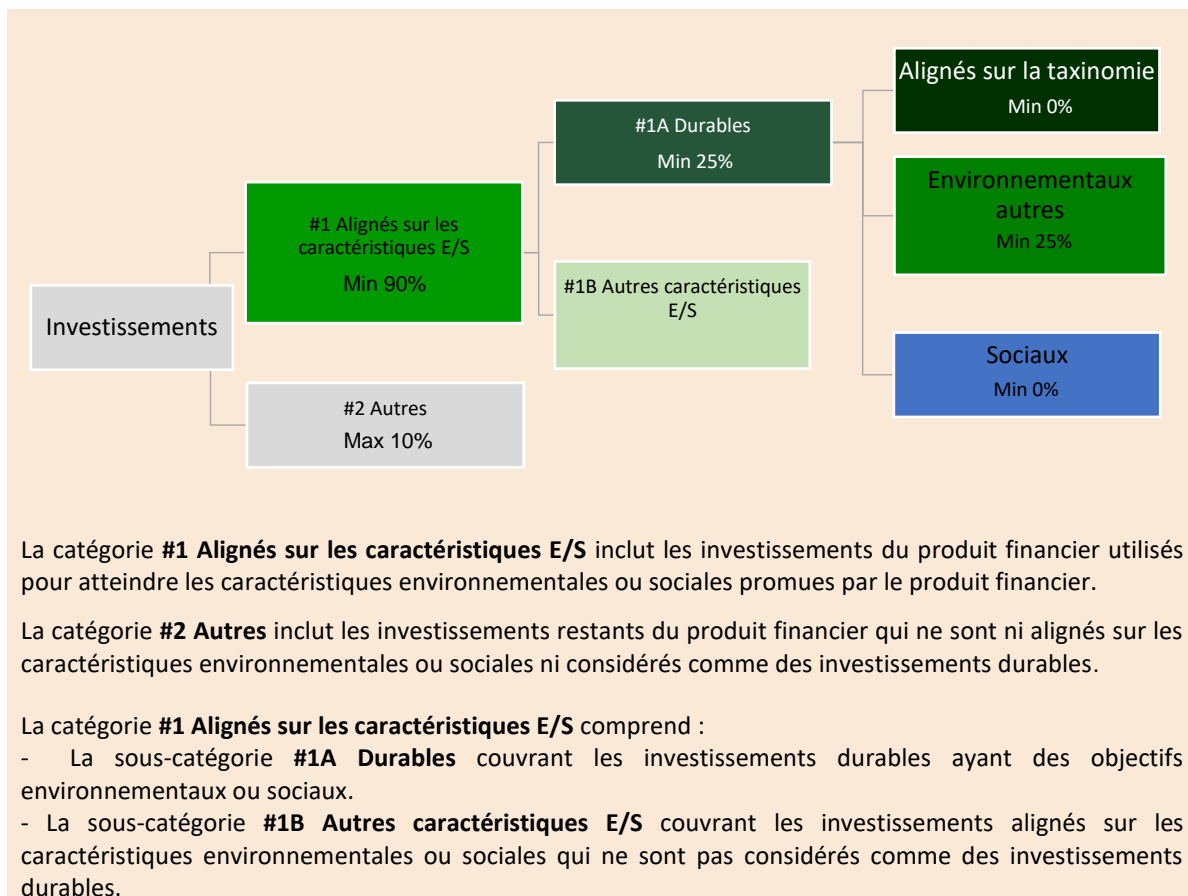 Investissements
#1 Alignés sur les
caractéristiques E/S
Min 90%
#2 Autres
Max 10%
#1A Durables
Min 25%
#1B Autres caractéristiques
E/S
Alignés sur la taxinomie
Min 0%
Environnementaux
autres
Min 25%
Sociaux
Min 0%
La catégorie #1 Alignés sur les caractéristiques E/S inclut les investissements du produit financier utilisés
pour atteindre les caractéristiques environnementales ou sociales promues par le produit financier.
La catégorie #2 Autres inclut les investissements restants du produit financier qui ne sont ni alignés sur les
caractéristiques environnementales ou sociales ni considérés comme des investissements durables.
La catégorie #1 Alignés sur les caractéristiques E/S comprend :
- La sous-catégorie #1A Durables couvrant les investissements durables ayant des objectifs
environnementaux ou sociaux.
- La sous-catégorie #1B Autres caractéristiques E/S couvrant les investissements alignés sur les
caractéristiques environnementales ou sociales qui ne sont pas considérés comme des investissements
durables.